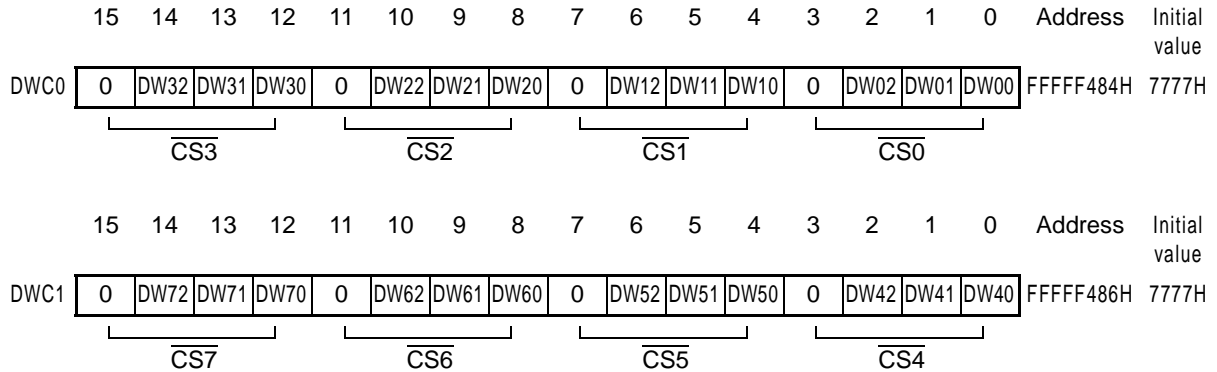 15 14 13 12 11 10 9 8 7 6 5 4 3 2 1 0 Address Initial
value
DWC0 0 DW32 DW31 DW30 0 DW22 DW21 DW20 0 DW12 DW11 DW10 0 DW02 DW01 DW00 FFFFF484H 7777H
CS3 CS2 CS1 CS0
15 14 13 12 11 10 9 8 7 6 5 4 3 2 1 0 Address Initial
value
DWC1 0 DW72 DW71 DW70 0 DW62 DW61 DW60 0 DW52 DW51 DW50 0 DW42 DW41 DW40 FFFFF486H 7777H
CS7 CS6 CS5 CS4